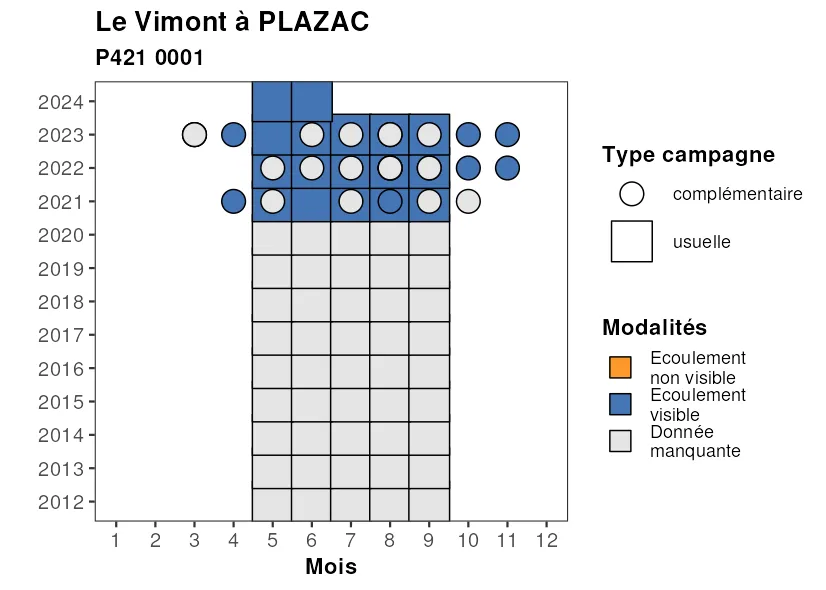 Le Vimont à PLAZAC
P421 0001
2024
2023
2022
2021
2020
2019
2018
2017
2016
2015
2014
2013
2012
1 2 3 4 5 6 7 8 9 10 11 12
Mois
Type campagne
complémentaire
usuelle
Modalités
Ecoulement
non visible
Ecoulement
visible
Donnée
manquante